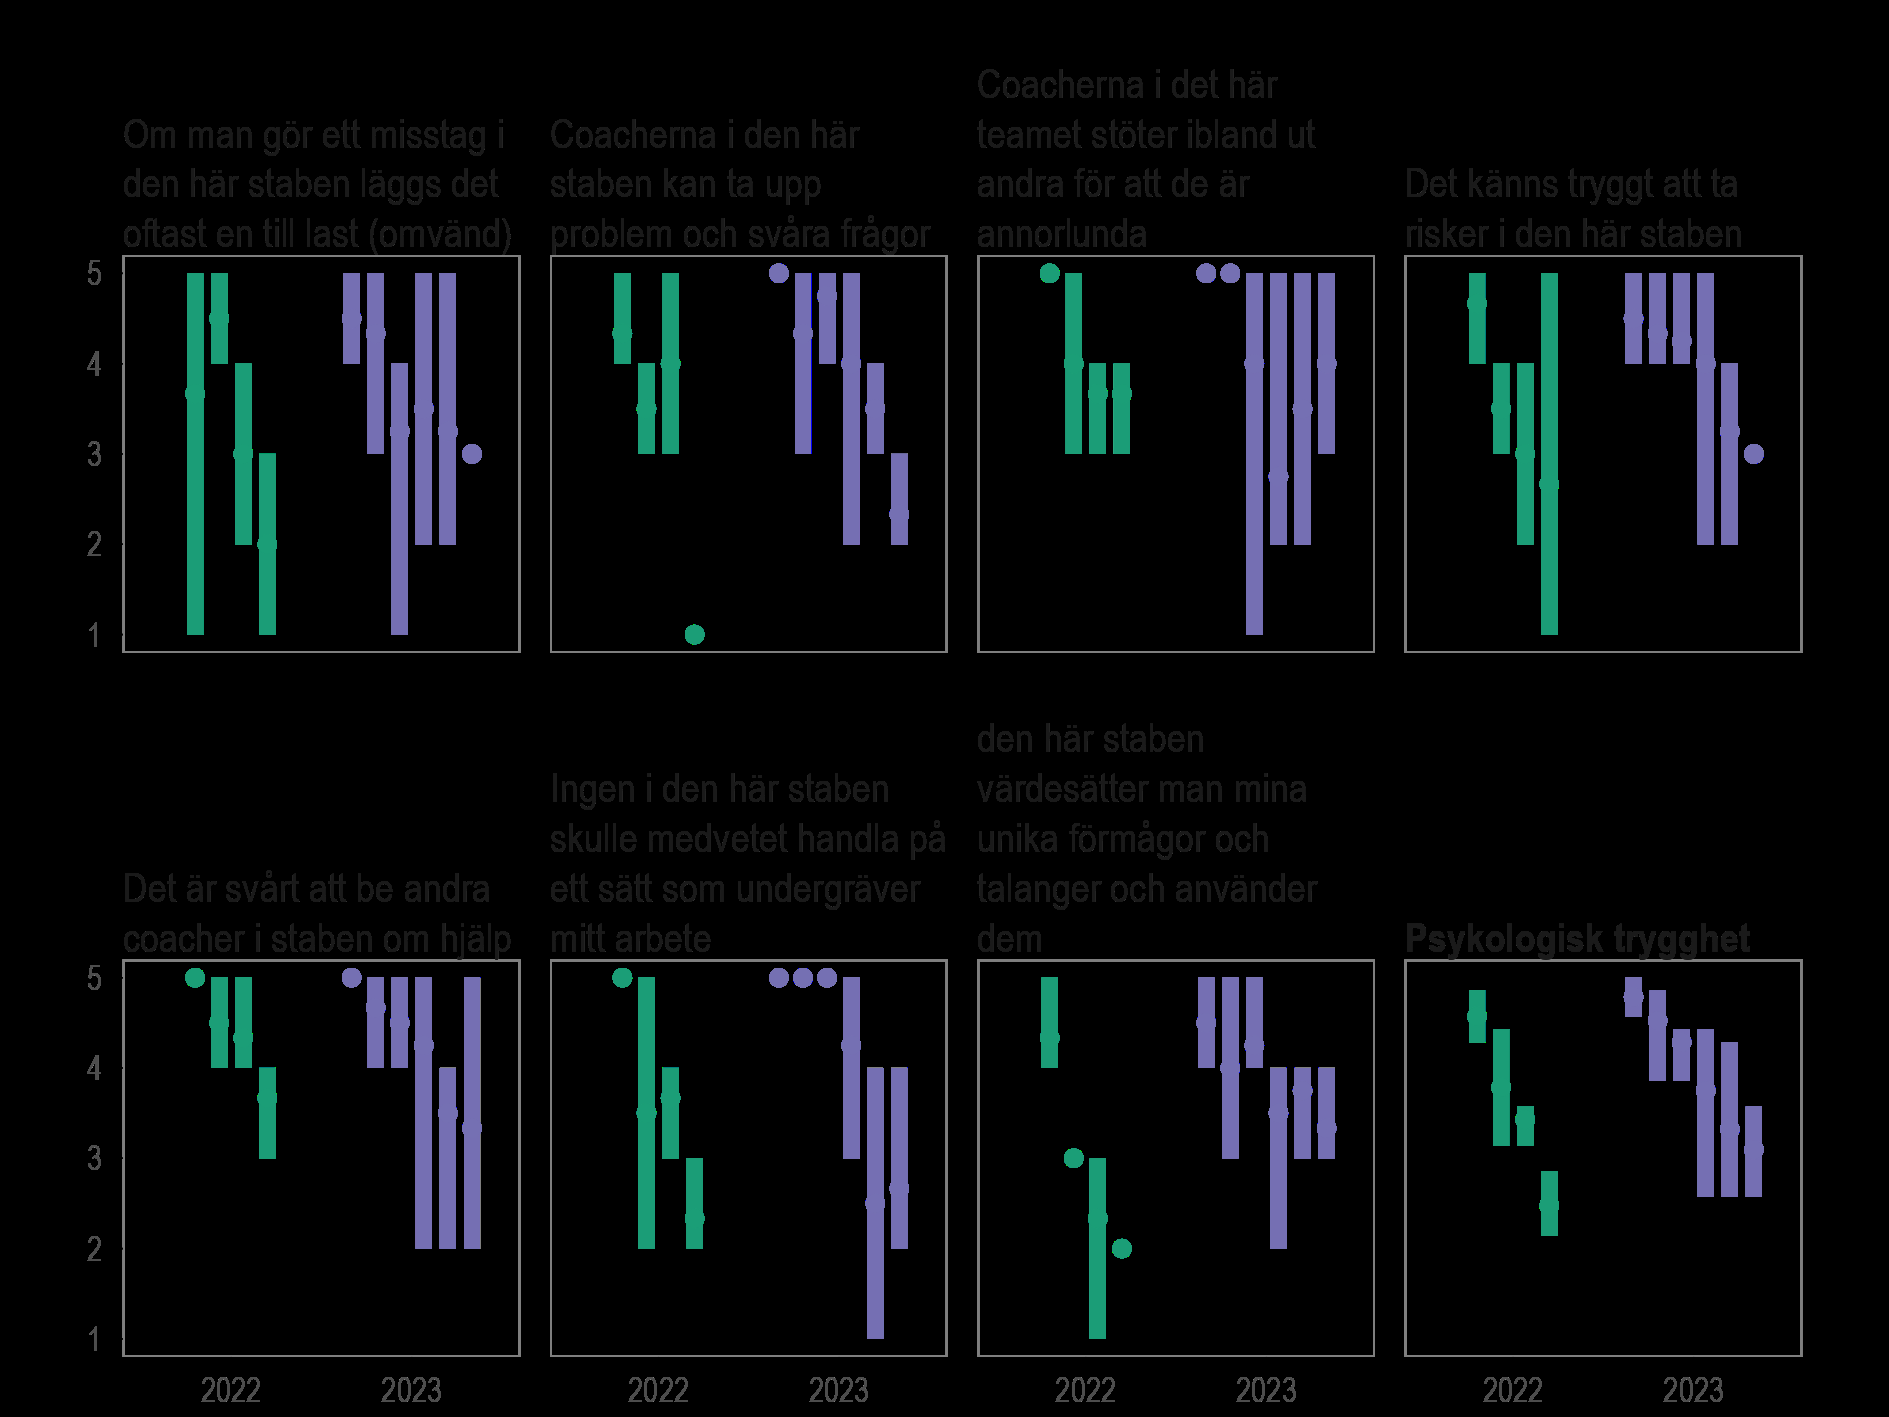 Om man gör ett misstag i
den här staben läggs det
oftast en till last (omvänd)
Coacherna i den här
staben kan ta upp
problem och svåra frågor
Coacherna i det här
teamet stöter ibland ut
andra för att de är
annorlunda
Det känns tryggt att ta
risker i den här staben
5
4
3
2
1
Det är svårt att be andra
coacher i staben om hjälp
Ingen i den här staben
skulle medvetet handla på
ett sätt som undergräver
mitt arbete
den här staben
värdesätter man mina
unika förmågor och
talanger och använder
dem
Psykologisk trygghet
5
4
3
2
1
2022 2023
2022 2023
2022 2023
2022 2023